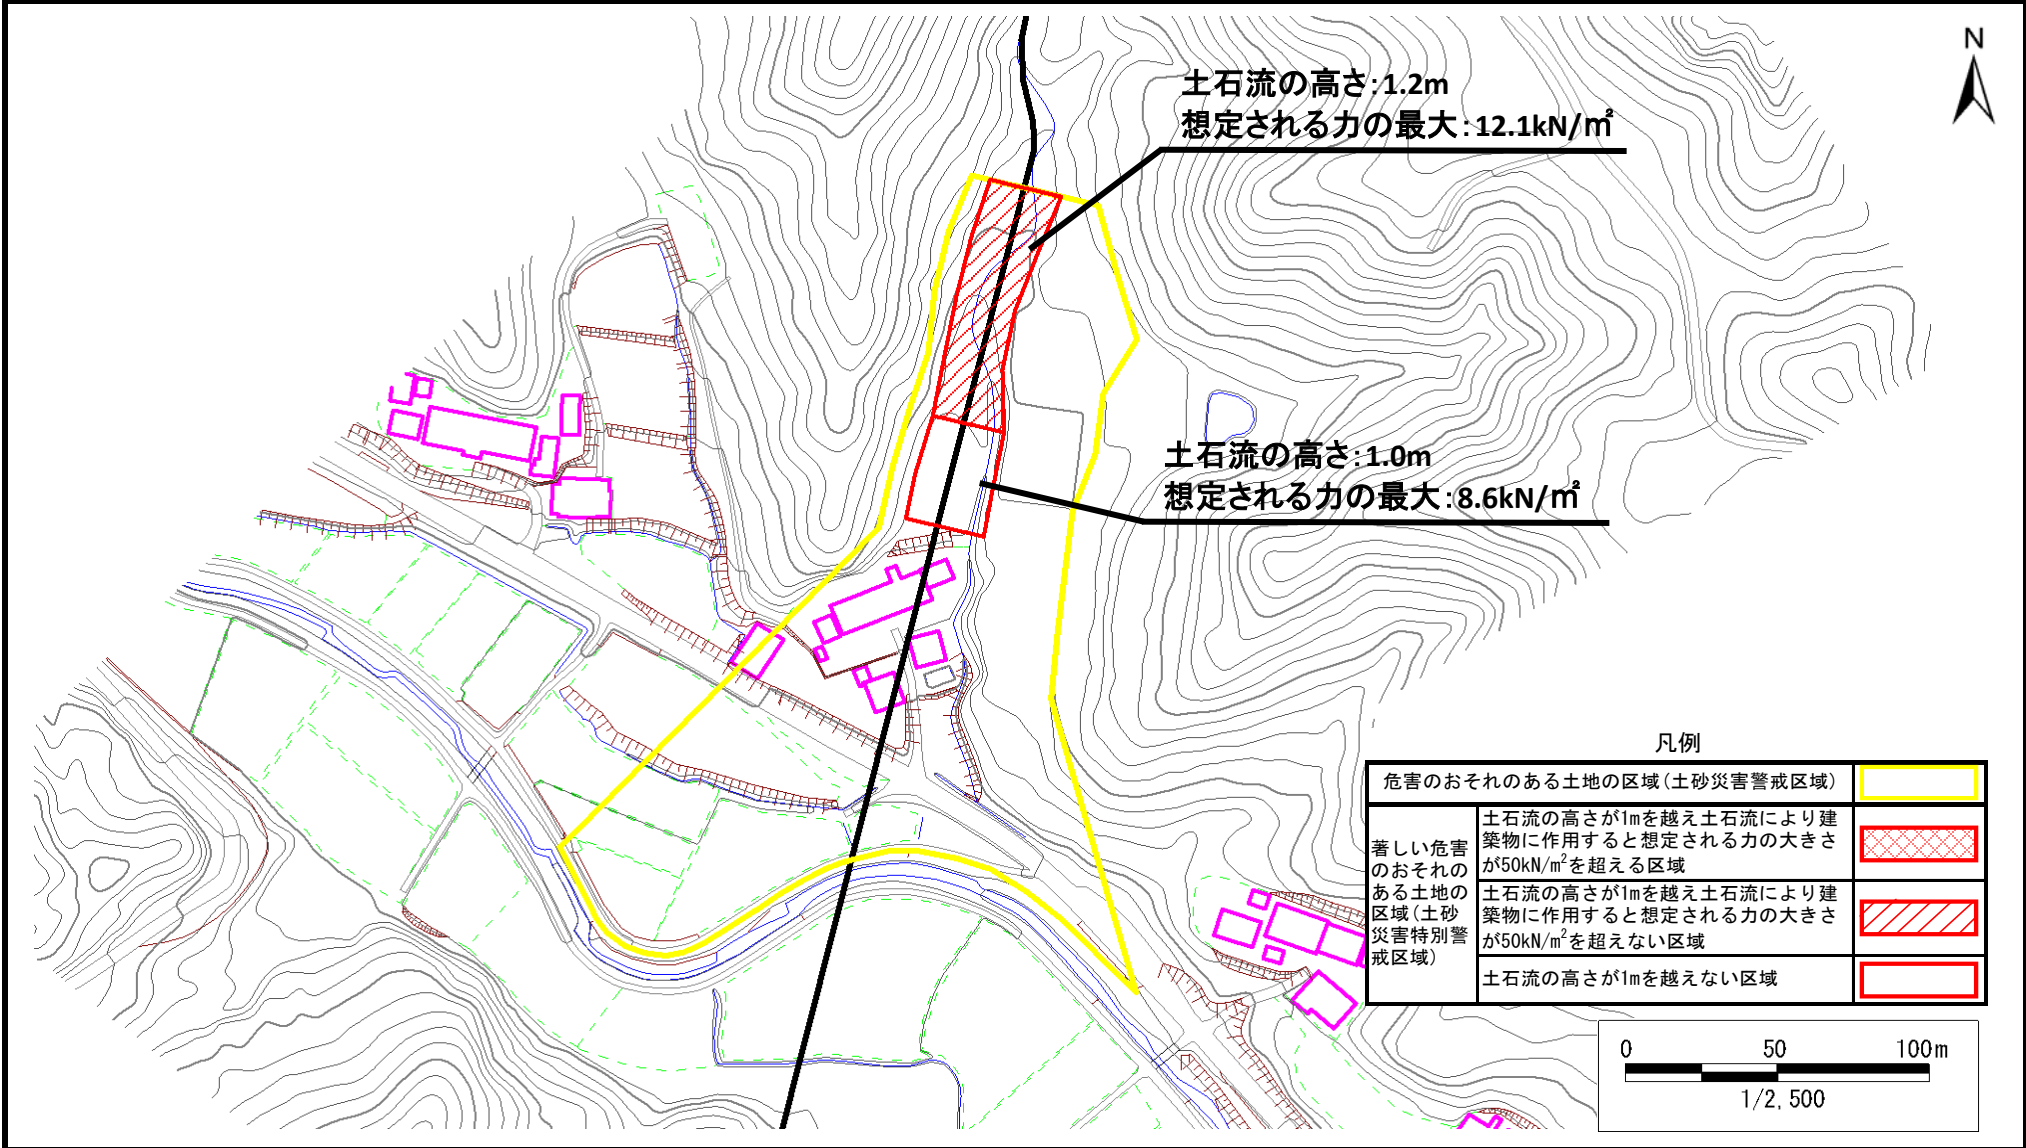 N
土石流の高さ:1.2m
想定される力の最大:12.1kN/㎡
土石流の高さ:1.0m
想定される力の最大:8.6kN/㎡
凡例
危害のおそれのある土地の区域(土砂災害警戒区域)
著しい危害
のおそれの
ある土地の
区域(土砂
災害特別警
戒区域)
土石流の高さが1mを越え土石流により建
築物に作用すると想定される力の大きさ
が50kN/m²を超える区域
土石流の高さが1mを越え土石流により建
築物に作用すると想定される力の大きさ
が50kN/m²を超えない区域
土石流の高さが1mを越えない区域
0 50 100m
1/2,500